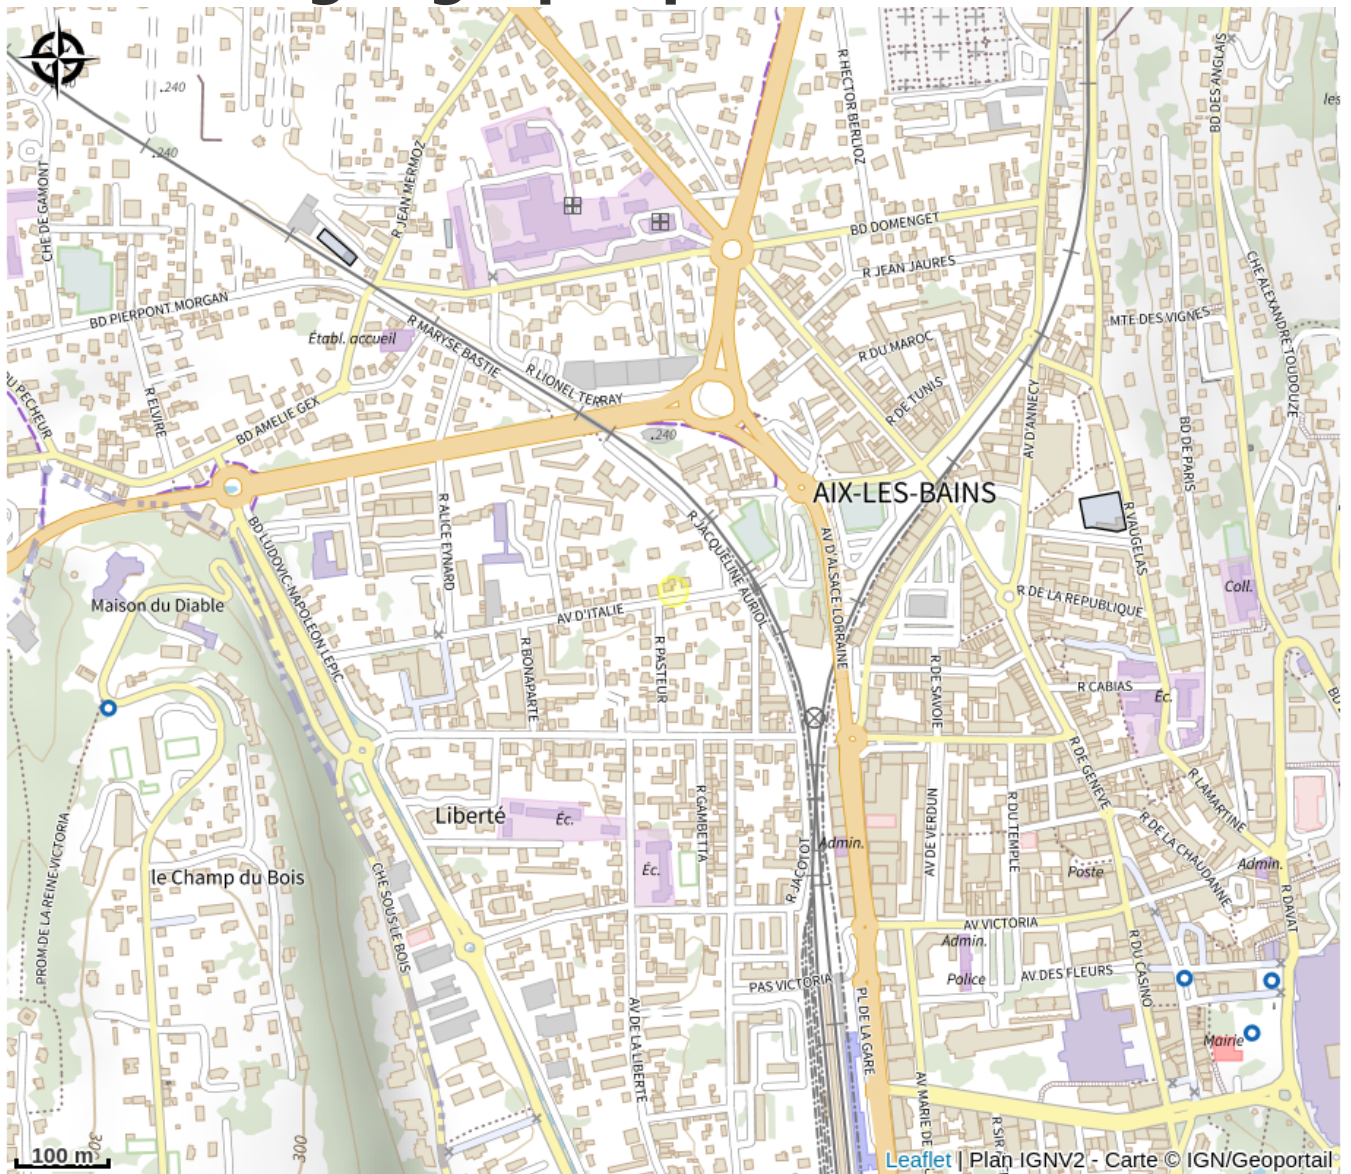 .240
.240
R JEAN MERMOZ
R HECTOR BERLIOZ
BD DES ANGLAIS
les
CHE DE GAMONT
BD DOMENGET
R JEAN JAURES
CHE ALEXANDRE TOUDOUZE
BD PIERPONT MORGAN
Établ. accueil
R MARYSE BASTIE
R LIONEL TERRAY
R DU MAROC
R DE TUNIS
MTE DES VIGNES
DU PECHEUR
R ELVIRE
BD AMELIE GEX
.240
AV D'ANNECY
BD DE PARIS
AIX-LES-BAINS
R VAUGELAS
R ALICE EYNARD
BD LUDOVIC-NAPOLEON LEPIC
R JACQUELINE AURIOL
AV D'ALSACE-LORRAINE
Maison du Diable
AV D'ITALIE
R DE LA REPUBLIQUE
Coll.
R BONAPARTE
R PASTEUR
R DE SAVOIE
R CABIAS
Éc.
R DE GENEVE
R LAMARTINE
Liberté
Éc.
R GAMBETTA
R JACOTOT
Admin.
AV DE VERDUN
R DU TEMPLE
R DE LA CHAUDANNE
Éc.
Poste
Admin.
PROM DE LA REINE VICTORIA
le Champ du Bois
CHE SOUS LE BOIS
R DAVAT
AV VICTORIA
Admin.
Police
AV DES FLEURS
R DU CASINO
PAS VICTORIA
AV DE LA LIBERTE
PL DE LA GARE
Mairie
AV MARIE DE
R SIR
300
100 m
Leaflet | Plan IGNV2 - Carte © IGN/Geoportail